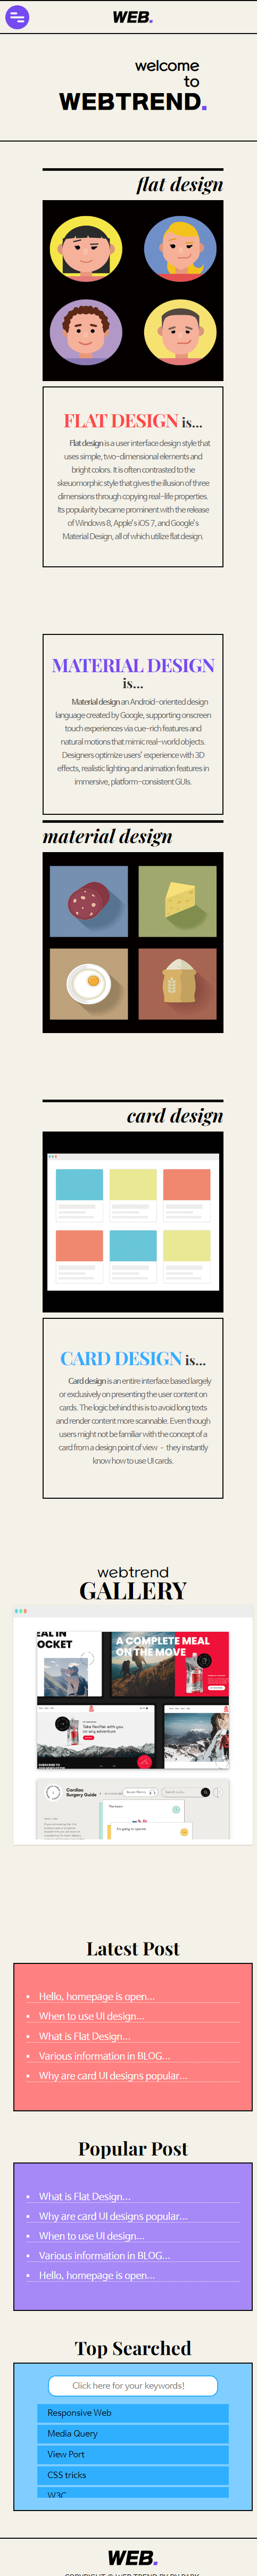 WEB.
welcome
to
WEBTREND.
flat design
FLAT DESIGN is...
Flat design is a user interface design style that
uses simple, two-dimensional elements and
bright colors. It is often contrasted to the
skeuomorphic style that gives the illusion of three
dimensions through copying real-life properties.
Its popularity became prominent with the release
of Windows 8, Apple's iOS 7, and Google's
Material Design, all of which utilize flat design.
MATERIAL DESIGN
is...
Material design an Android-oriented design
language created by Google, supporting onscreen
touch experiences via cue-rich features and
natural motions that mimic real-world objects.
Designers optimize users' experience with 3D
effects, realistic lighting and animation features in
immersive, platform-consistent GUIs.
material design
card design
CARD DESIGN is...
Card design is an entire interface based largely
or exclusively on presenting the user content on
cards. The logic behind this is to avoid long texts
and render content more scannable. Even though
users might not be familiar with the concept of a
card from a design point of view - they instantly
know how to use UI cards.
webtrend
GALLERY
EAL IN
OCKET
A COMPLETE MEAL
ON THE MOVE
Take Yoo!Yah with you
on any adventure
Cardiac
Surgery Guide
Latest Post
Hello, homepage is open...
When to use UI design...
What is Flat Design...
Various information in BLOG...
Why are card UI designs popular...
Popular Post
What is Flat Design...
Why are card UI designs popular...
When to use UI design...
Various information in BLOG...
Hello, homepage is open...
Top Searched
Click here for your keywords!
Responsive Web
Media Query
View Port
CSS tricks
W3C
WEB.